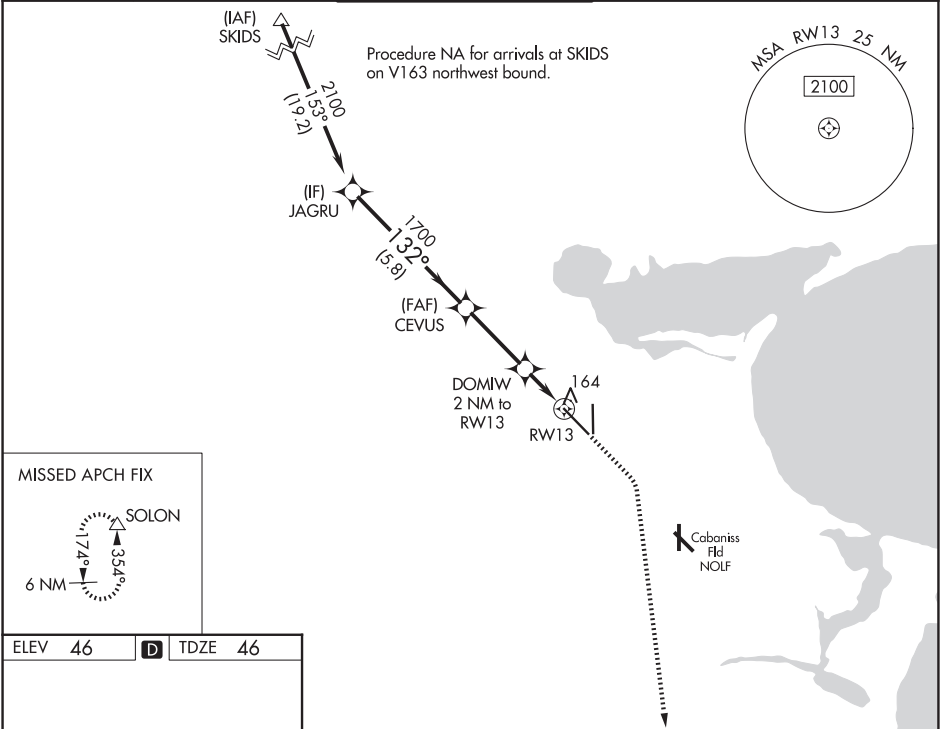 (IAF)
SKIDS
Procedure NA for arrivals at SKIDS
on V163 northwest bound.
MSA RW13 25 NM
2100
2100
153°
(19.2)
(IF)
JAGRU
1700
132°
(5.8)
(FAF)
CEVUS
DOMIW
2 NM to
RW13
164
RW13
MISSED APCH FIX
SOLON
174°
354°
6 NM
Cabaniss
Fld
NOLF
ELEV 46 D TDZE 46